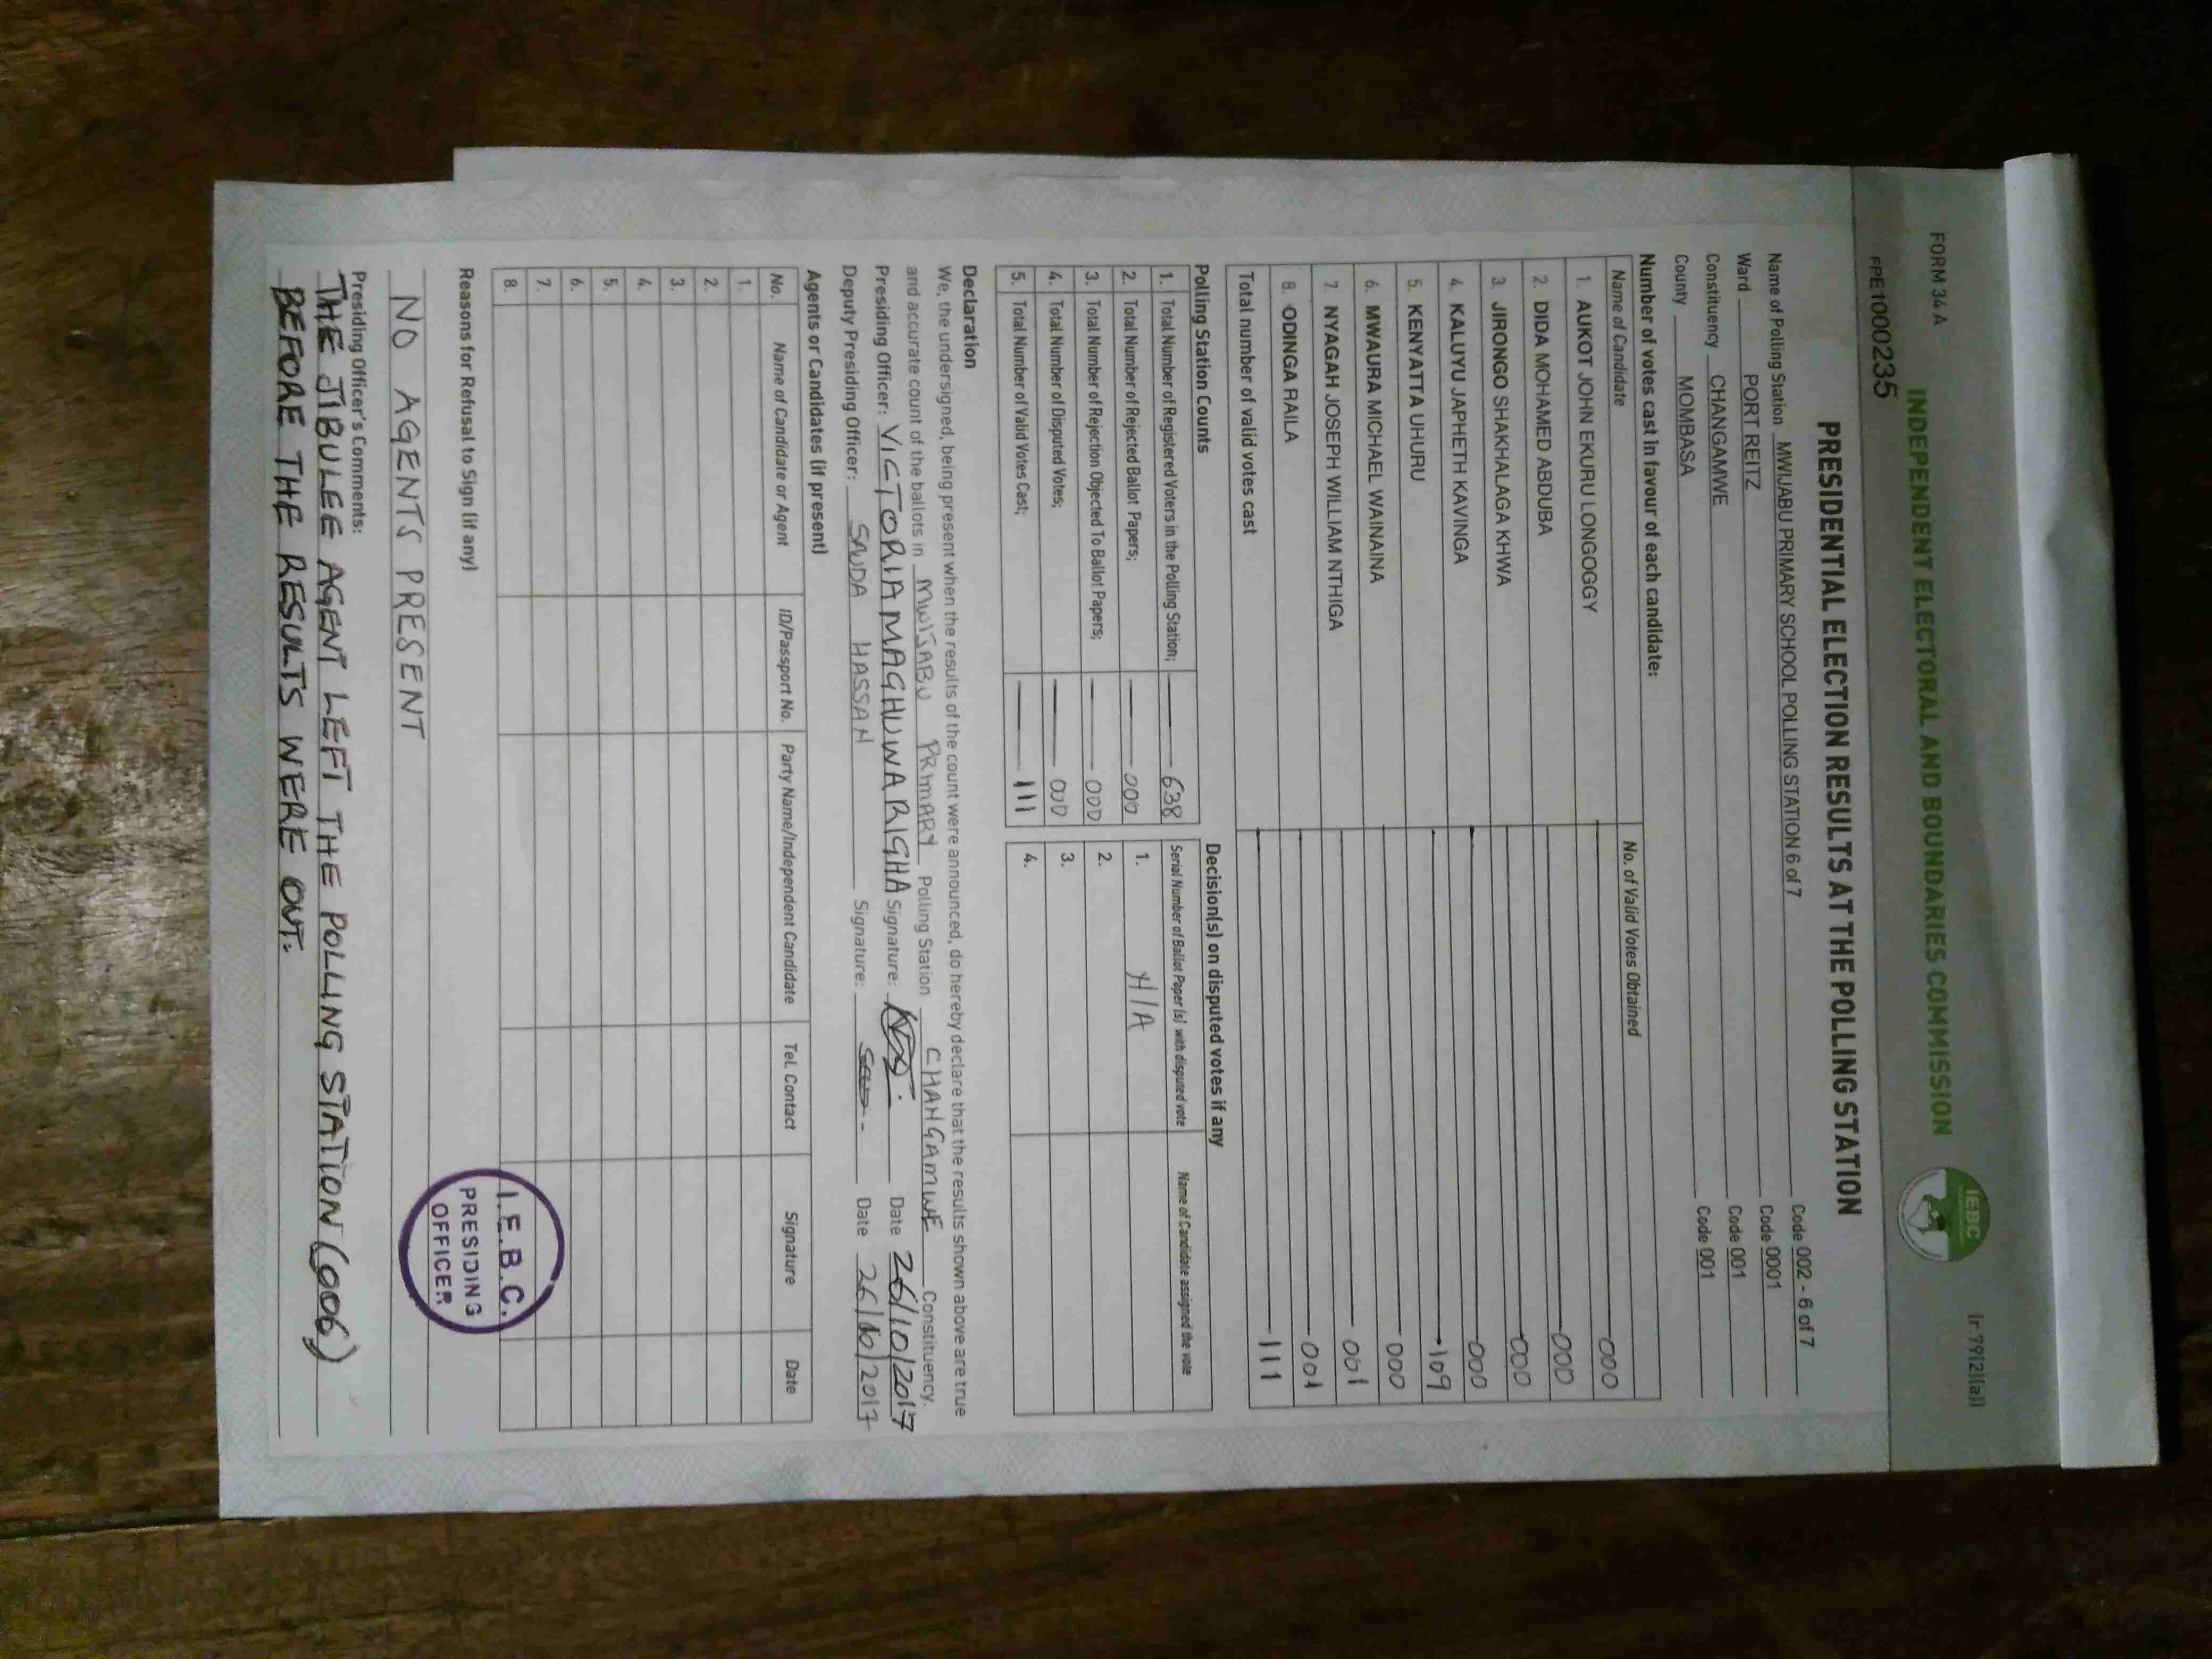 FORM 34 A
(r 79(2)(a))
INDEPENDENT ELECTORAL AND BOUNDARIES COMMISSION
IEBC
FPE1000235
PRESIDENTIAL ELECTION RESULTS AT THE POLLING STATION
Name of Polling Station MWIJABU PRIMARY SCHOOL POLLING STATION 6 of 7 Code 002 - 6 of 7
Ward PORT REITZ Code 0001
Constituency CHANGAMWE Code 001
County MOMBASA Code 001
Number of votes cast in favour of each candidate:
Name of Candidate No. of Valid Votes Obtained
1. AUKOT JOHN EKURU LONGOGGY 000
2. DIDA MOHAMED ABDUBA 000
3. JIRONGO SHAKHALAGA KHWA 000
4. KALUYU JAPHETH KAVINGA 000
5. KENYATTA UHURU 109
6. MWAURA MICHAEL WAINAINA 000
7. NYAGAH JOSEPH WILLIAM NTHIGA 001
8. ODINGA RAILA 001
Total number of valid votes cast 111
Polling Station Counts
1. Total Number of Registered Voters in the Polling Station; 638
2. Total Number of Rejected Ballot Papers; 000
3. Total Number of Rejection Objected To Ballot Papers; 000
4. Total Number of Disputed Votes; 000
5. Total Number of Valid Votes Cast; 111
Decision(s) on disputed votes if any
Serial Number of Ballot Paper (s) with disputed vote Name of Candidate assigned the vote
1. N/A
2.
3.
4.
Declaration
We, the undersigned, being present when the results of the count were announced, do hereby declare that the results shown above are true
and accurate count of the ballots in MWIJABU PRIMARY Polling Station CHANGAMWE Constituency.
Presiding Officer: VICTORIA MAGHUWA RIGHA Signature: Date 26/10/2017
Deputy Presiding Officer: SAUDA HASSAN Signature: Date 26/10/2017
Agents or Candidates (if present)
No. Name of Candidate or Agent ID/Passport No. Party Name/Independent Candidate Tel. Contact Signature Date
1.
2.
3.
4.
5.
6.
7.
8.
Reasons for Refusal to Sign (if any)
NO AGENTS PRESENT
I.E.B.C.
PRESIDING
OFFICER
Presiding Officer's Comments:
THE JIBULEE AGENT LEFT THE POLLING STATION (006)
BEFORE THE RESULTS WERE OUT.